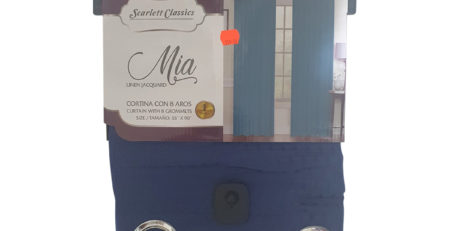 Scarlett Classics
Mia
LINEN JACQUARD
CORTINA CON 8 AROS
CURTAIN WITH 8 GROMMETS
SIZE / TAMAÑO: 55" X 90"